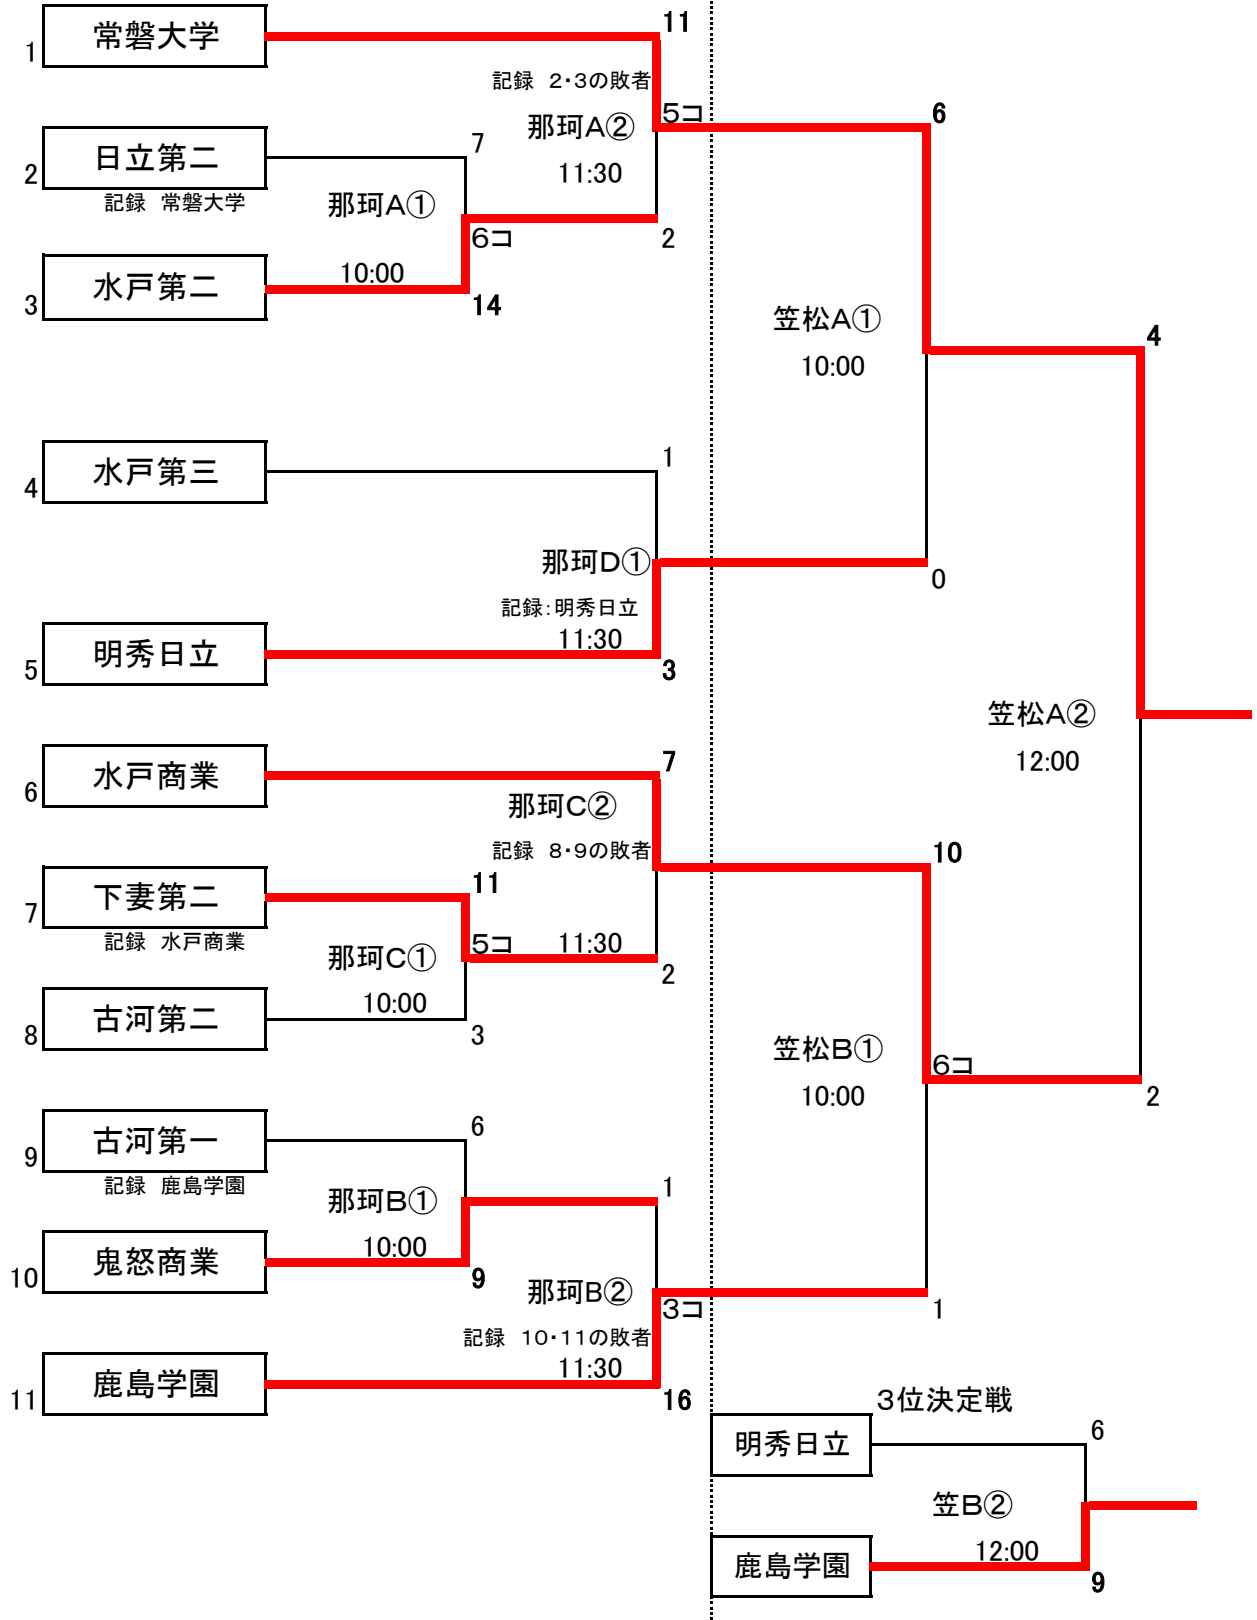 1 常磐大学 11
記録 2・3の敗者
5コ
那珂A②
11:30
6
2 日立第二 7
記録 常磐大学
那珂A①
6コ
2
10:00
3 水戸第二 14
笠松A①
10:00
4
4 水戸第三 1
那珂D①
0
記録:明秀日立
11:30
5 明秀日立 3
笠松A②
12:00
6 水戸商業 7
那珂C②
記録 8・9の敗者
10
7 下妻第二 11
記録 水戸商業
5コ
11:30
那珂C①
2
10:00
8 古河第二 3
笠松B①
6コ
10:00
2
9 古河第一 6
記録 鹿島学園
1
那珂B①
10:00
10 鬼怒商業 9
那珂B②
3コ
1
記録 10・11の敗者
11:30
11 鹿島学園 16
3位決定戦
明秀日立 6
笠B②
12:00
鹿島学園 9